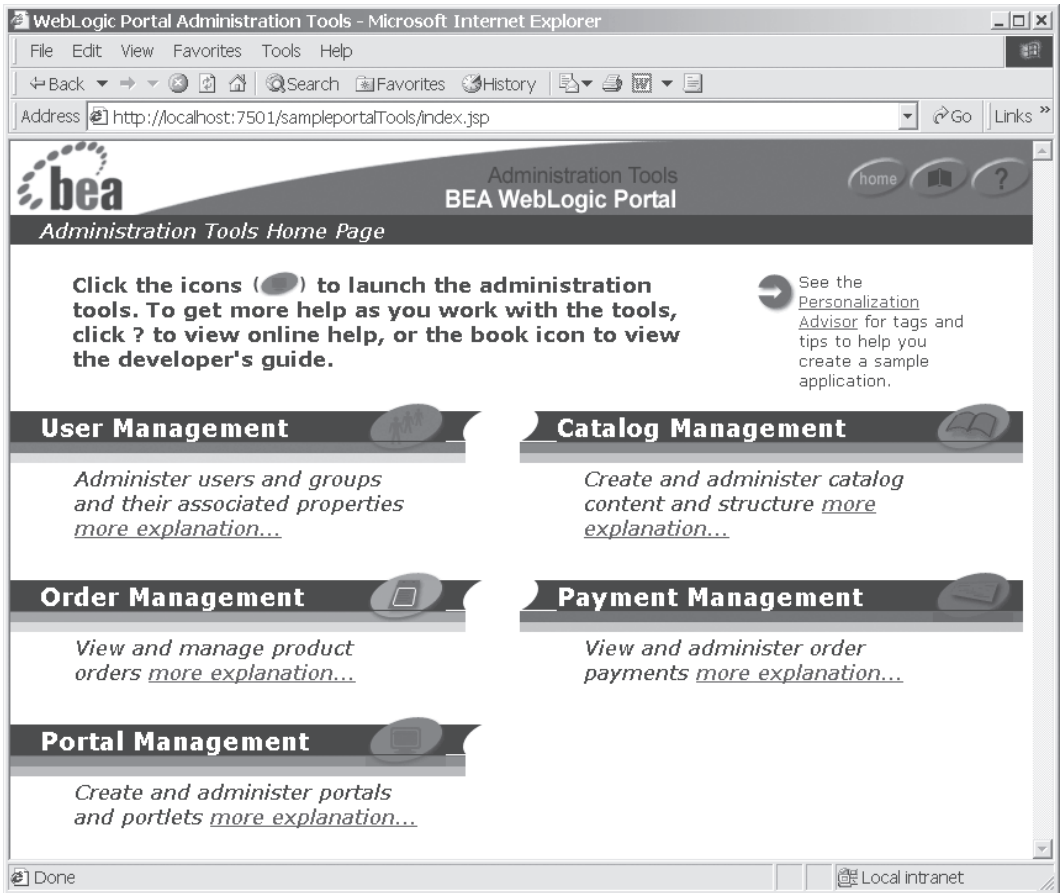 WebLogic Portal Administration Tools - Microsoft Internet Explorer
File Edit View Favorites Tools Help
Back Search Favorites History
Address http://localhost:7501/sampleportalTools/index.jsp Go Links »
bea
Administration Tools
BEA WebLogic Portal
home ?
Administration Tools Home Page
Click the icons ( ) to launch the administration
tools. To get more help as you work with the tools,
click ? to view online help, or the book icon to view
the developer's guide.
See the
Personalization
Advisor for tags and
tips to help you
create a sample
application.
User Management
Administer users and groups
and their associated properties
more explanation...
Catalog Management
Create and administer catalog
content and structure more
explanation...
Order Management
View and manage product
orders more explanation...
Payment Management
View and administer order
payments more explanation...
Portal Management
Create and administer portals
and portlets more explanation...
Done
Local intranet